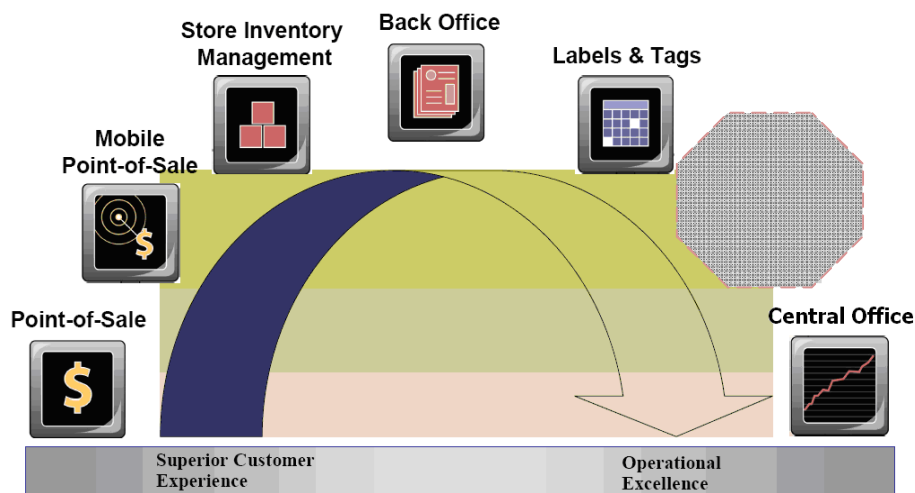 Back Office
Store Inventory
Management
Labels & Tags
Mobile
Point-of-Sale
$
Point-of-Sale
$
Central Office
Superior Customer
Experience
Operational
Excellence